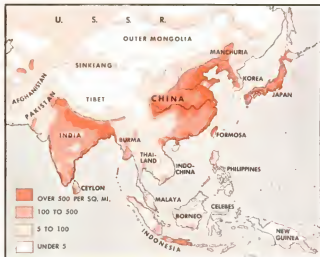 U. S. S. R.
OUTER MONGOLIA
MANCHURIA
SINKIANG
KOREA
AFGHANISTAN
PAKISTAN
TIBET
CHINA
JAPAN
INDIA
BURMA
FORMOSA
THAI-
LAND
INDO-
CHINA
PHILIPPINES
CEYLON
MALAYA
CELEBES
BORNEO
NEW
GUINEA
INDONESIA
OVER 500 PER SQ. MI.
100 TO 500
5 TO 100
UNDER 5